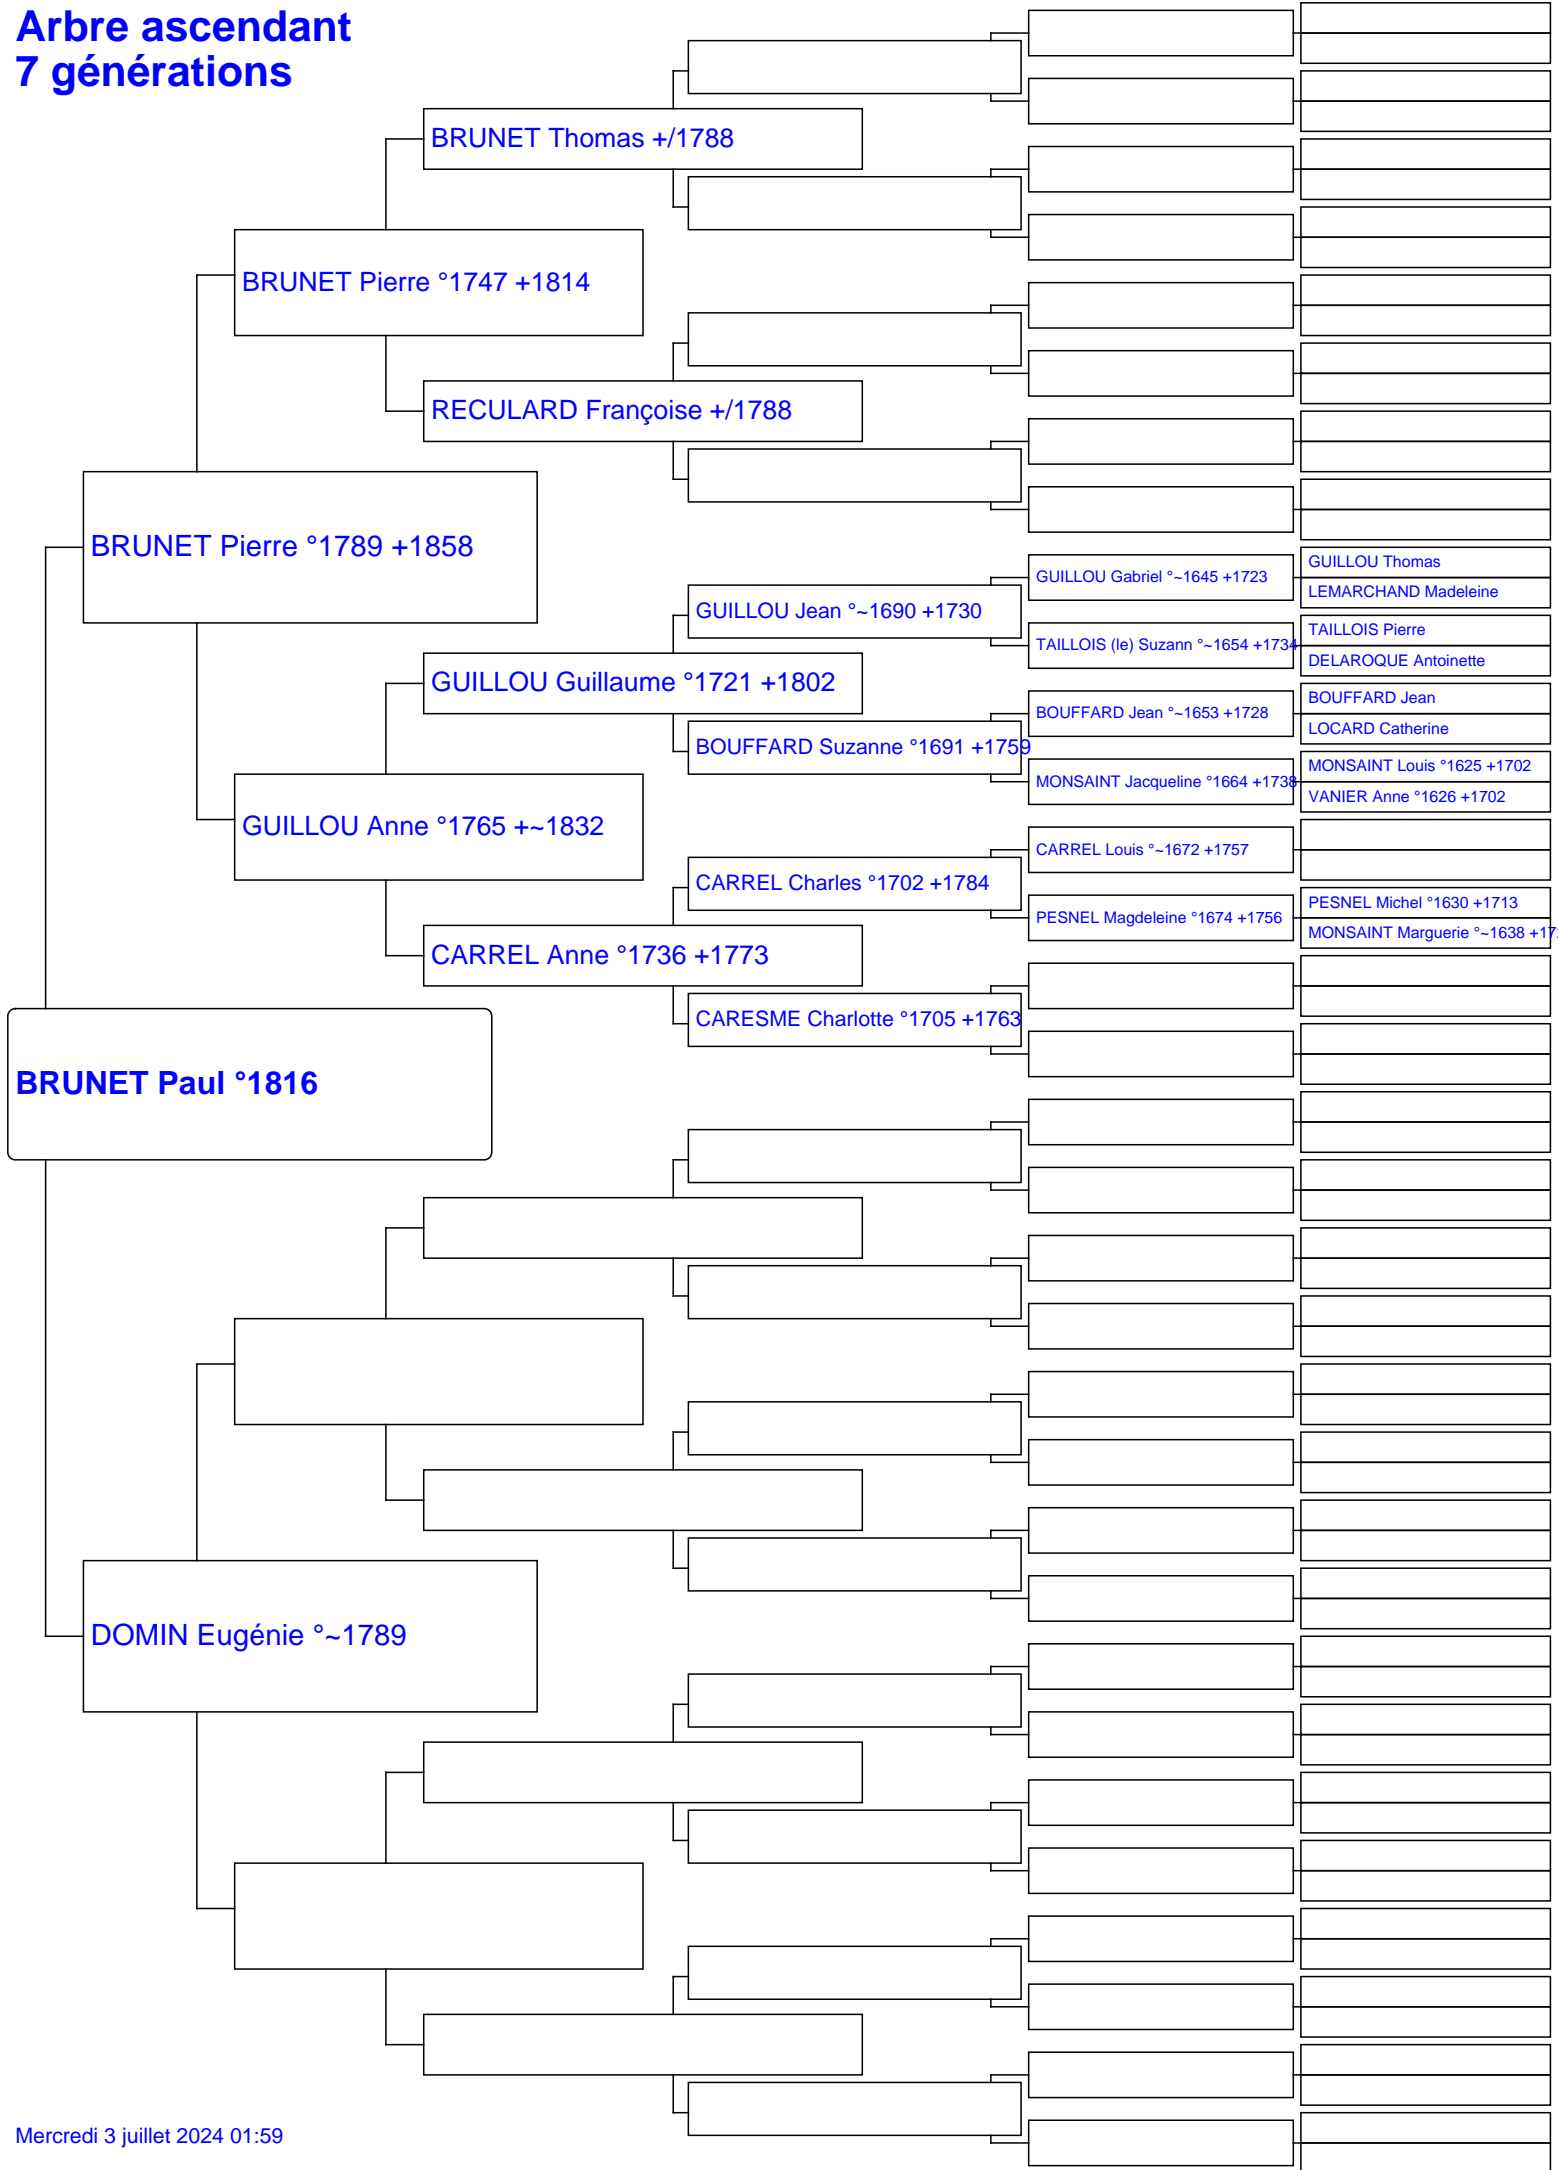 Arbre ascendant
7 générations
BRUNET Thomas +/1788
BRUNET Pierre °1747 +1814
RECULARD Françoise +/1788
BRUNET Pierre °1789 +1858
GUILLOU Thomas
GUILLOU Gabriel °~1645 +1723
LEMARCHAND Madeleine
GUILLOU Jean °~1690 +1730
TAILLOIS Pierre
TAILLOIS (le) Suzann °~1654 +1734
DELAROQUE Antoinette
GUILLOU Guillaume °1721 +1802
BOUFFARD Jean
BOUFFARD Jean °~1653 +1728
LOCARD Catherine
BOUFFARD Suzanne °1691 +1759
MONSAINT Louis °1625 +1702
MONSAINT Jacqueline °1664 +1738
VANIER Anne °1626 +1702
GUILLOU Anne °1765 +~1832
CARREL Louis °~1672 +1757
CARREL Charles °1702 +1784
PESNEL Michel °1630 +1713
PESNEL Magdeleine °1674 +1756
MONSAINT Marguerie °~1638
CARREL Anne °1736 +1773
CARESME Charlotte °1705 +1763
BRUNET Paul °1816
DOMIN Eugénie °~1789
Mercredi 3 juillet 2024 01:59